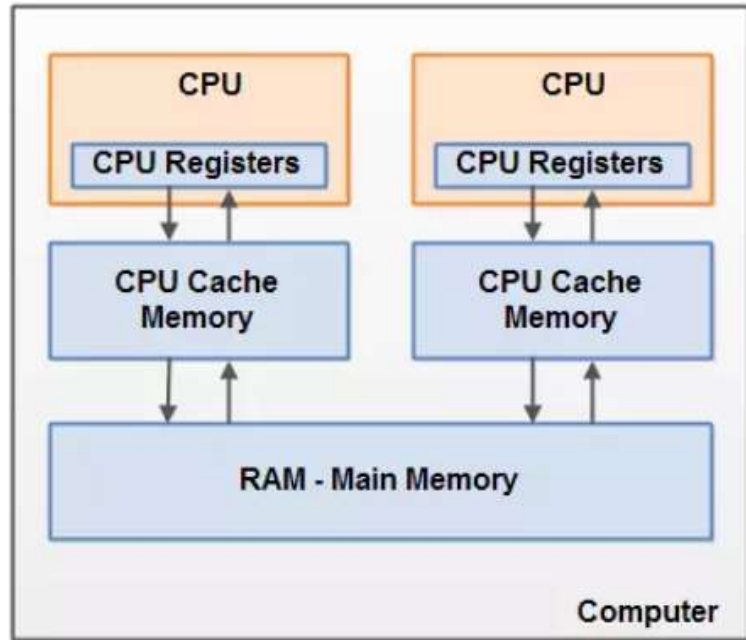 CPU
CPU
CPU Registers
CPU Registers
CPU Cache
Memory
CPU Cache
Memory
RAM - Main Memory
Computer